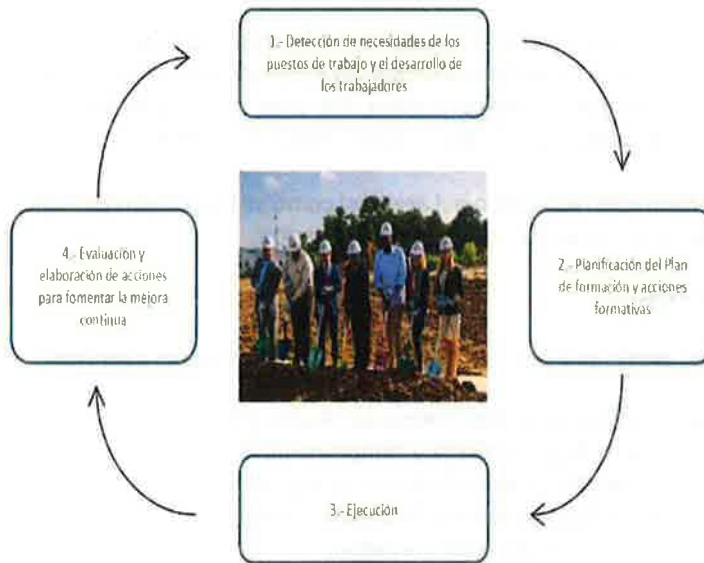 1.- Detección de necesidades de los
puestos de trabajo y el desarrollo de
los trabajadores
2.- Planificación del Plan
de formación y acciones
formativas
3.- Ejecución
4.- Evaluación y
elaboración de acciones
para fomentar la mejora
continua